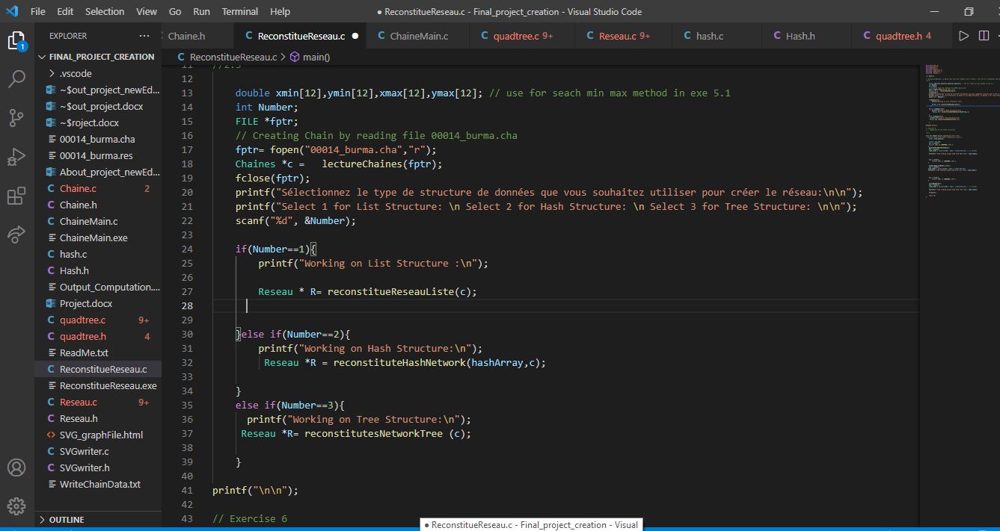 File Edit Selection View Go Run Terminal Help
● ReconstitueReseau.c - Final_project_creation - Visual Studio Code
EXPLORER ···
Chaine.h
C ReconstitueReseau.c ●
C ChaineMain.c
C quadtree.c 9+
C Reseau.c 9+
C hash.c
C Hash.h
C quadtree.h 4
1
C ReconstitueReseau.c > main()
FINAL_PROJECT_CREATION
> .vscode
~$out_project_newEd...
~$out_project.docx
~$roject.docx
00014_burma.cha
00014_burma.res
About_project_newEd...
C Chaine.c 2
C Chaine.h
C ChaineMain.c
ChaineMain.exe
C hash.c
C Hash.h
Output_Computation....
Project.docx
C quadtree.c 9+
C quadtree.h 4
ReadMe.txt
C ReconstitueReseau.c
ReconstitueReseau.exe
C Reseau.c 9+
C Reseau.h
<> SVG_graphFile.html
C SVGwriter.c
C SVGwriter.h
WriteChainData.txt
> OUTLINE
11
12
13 double xmin[12],ymin[12],xmax[12],ymax[12]; // use for seach min max method in exe 5.1
14 int Number;
15 FILE *fptr;
16 // Creating Chain by reading file 00014_burma.cha
17 fptr= fopen("00014_burma.cha","r");
18 Chaines *c = lectureChaines(fptr);
19 fclose(fptr);
20 printf("Sélectionnez le type de structure de données que vous souhaitez utiliser pour créer le réseau:\n\n");
21 printf("Select 1 for List Structure: \n Select 2 for Hash Structure: \n Select 3 for Tree Structure: \n\n");
22 scanf("%d", &Number);
23
24 if(Number==1){
25 printf("Working on List Structure :\n");
26
27 Reseau * R= reconstitueReseauListe(c);
28
29
30 }else if(Number==2){
31 printf("Working on Hash Structure:\n");
32 Reseau *R = reconstituteHashNetwork(hashArray,c);
33
34 }
35 else if(Number==3){
36 printf("Working on Tree Structure:\n");
37 Reseau *R= reconstitutesNetworkTree (c);
38
39 }
40
41 printf("\n\n");
42
43 // Exercise 6
● ReconstitueReseau.c - Final_project_creation - Visual